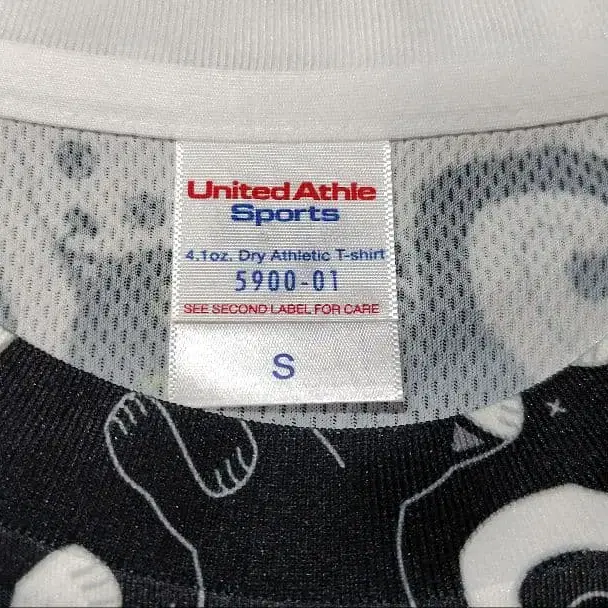 United Athle
Sports
4.1oz. Dry Athletic T-shirt
5900-01
SEE SECOND LABEL FOR CARE
S